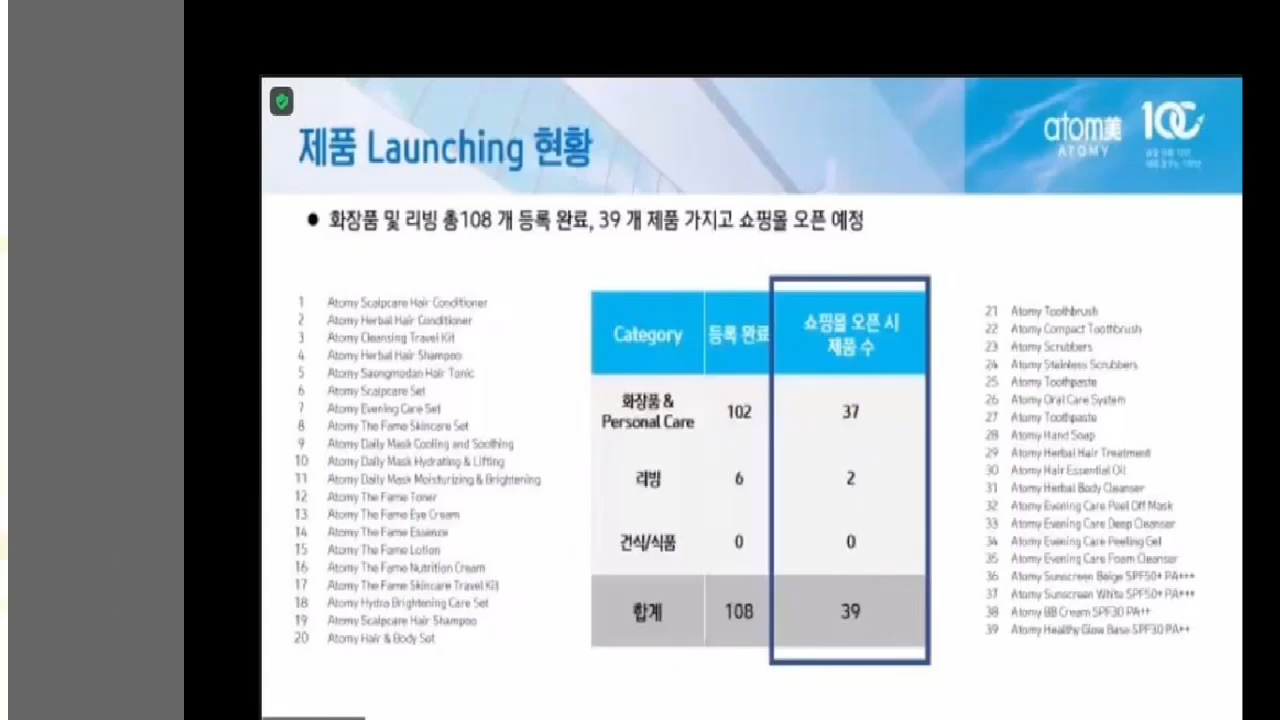 제품 Launching 현황
atom美
ATOMY
100
● 화장품 및 리빙 총108 개 등록 완료, 39 개 제품 가지고 쇼핑몰 오픈 예정
1 Atomy Scalpcare Hair Conditioner
2 Atomy Herbal Hair Conditioner
3 Atomy Cleansing Travel Kit
4 Atomy Herbal Hair Shampoo
5 Atomy Saengmodan Hair Tonic
6 Atomy Scalpcare Set
7 Atomy Evening Care Set
8 Atomy The Fame Skincare Set
9 Atomy Daily Mask Cooling and Soothing
10 Atomy Daily Mask Hydrating & Lifting
11 Atomy Daily Mask Moisturizing & Brightening
12 Atomy The Fame Toner
13 Atomy The Fame Eye Cream
14 Atomy The Fame Essence
15 Atomy The Fame Lotion
16 Atomy The Fame Nutrition Cream
17 Atomy The Fame Skincare Travel Kit
18 Atomy Hydra Brightening Care Set
19 Atomy Scalpcare Hair Shampoo
20 Atomy Hair & Body Set
Category 등록 완료 쇼핑몰 오픈 시
제품 수
화장품 &
Personal Care 102 37
리빙 6 2
건식/식품 0 0
합계 108 39
21 Atomy Toothbrush
22 Atomy Compact Toothbrush
23 Atomy Scrubbers
24 Atomy Stainless Scrubbers
25 Atomy Toothpaste
26 Atomy Oral Care System
27 Atomy Toothpaste
28 Atomy Hand Soap
29 Atomy Herbal Hair Treatment
30 Atomy Hair Essential Oil
31 Atomy Herbal Body Cleanser
32 Atomy Evening Care Peel Off Mask
33 Atomy Evening Care Deep Cleanser
34 Atomy Evening Care Peeling Gel
35 Atomy Evening Care Foam Cleanser
36 Atomy Sunscreen Beige SPF50+ PA+++
37 Atomy Sunscreen White SPF50+ PA+++
38 Atomy BB Cream SPF30 PA++
39 Atomy Healthy Glow Base SPF30 PA++